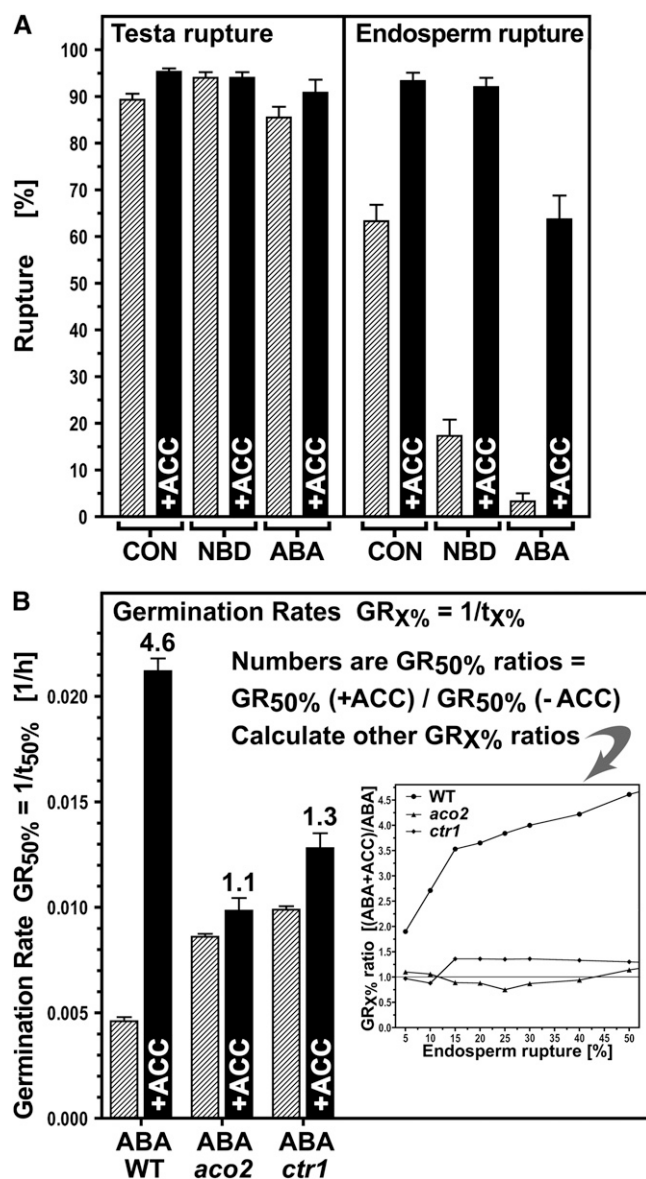 A
Testa rupture
Endosperm rupture
Rupture [%]
100
90
80
70
60
50
40
30
20
10
0
+ACC
+ACC
+ACC
+ACC
+ACC
+ACC
CON NBD ABA CON NBD ABA
B
Germination Rates GRX% = 1/tX%
Numbers are GR50% ratios =
GR50% (+ACC) / GR50% (- ACC)
Calculate other GRX% ratios
Germination Rate GR50% = 1/t50% [1/h]
0.020
0.015
0.010
0.005
0.000
4.6
1.1
1.3
+ACC
+ACC
+ACC
ABA ABA ABA
WT aco2 ctr1
WT
aco2
ctr1
GRX% ratio [(ABA+ACC)/ABA]
4.5
4.0
3.5
3.0
2.5
2.0
1.5
1.0
0.5
0.0
5 10 15 20 25 30 35 40 45 50
Endosperm rupture [%]